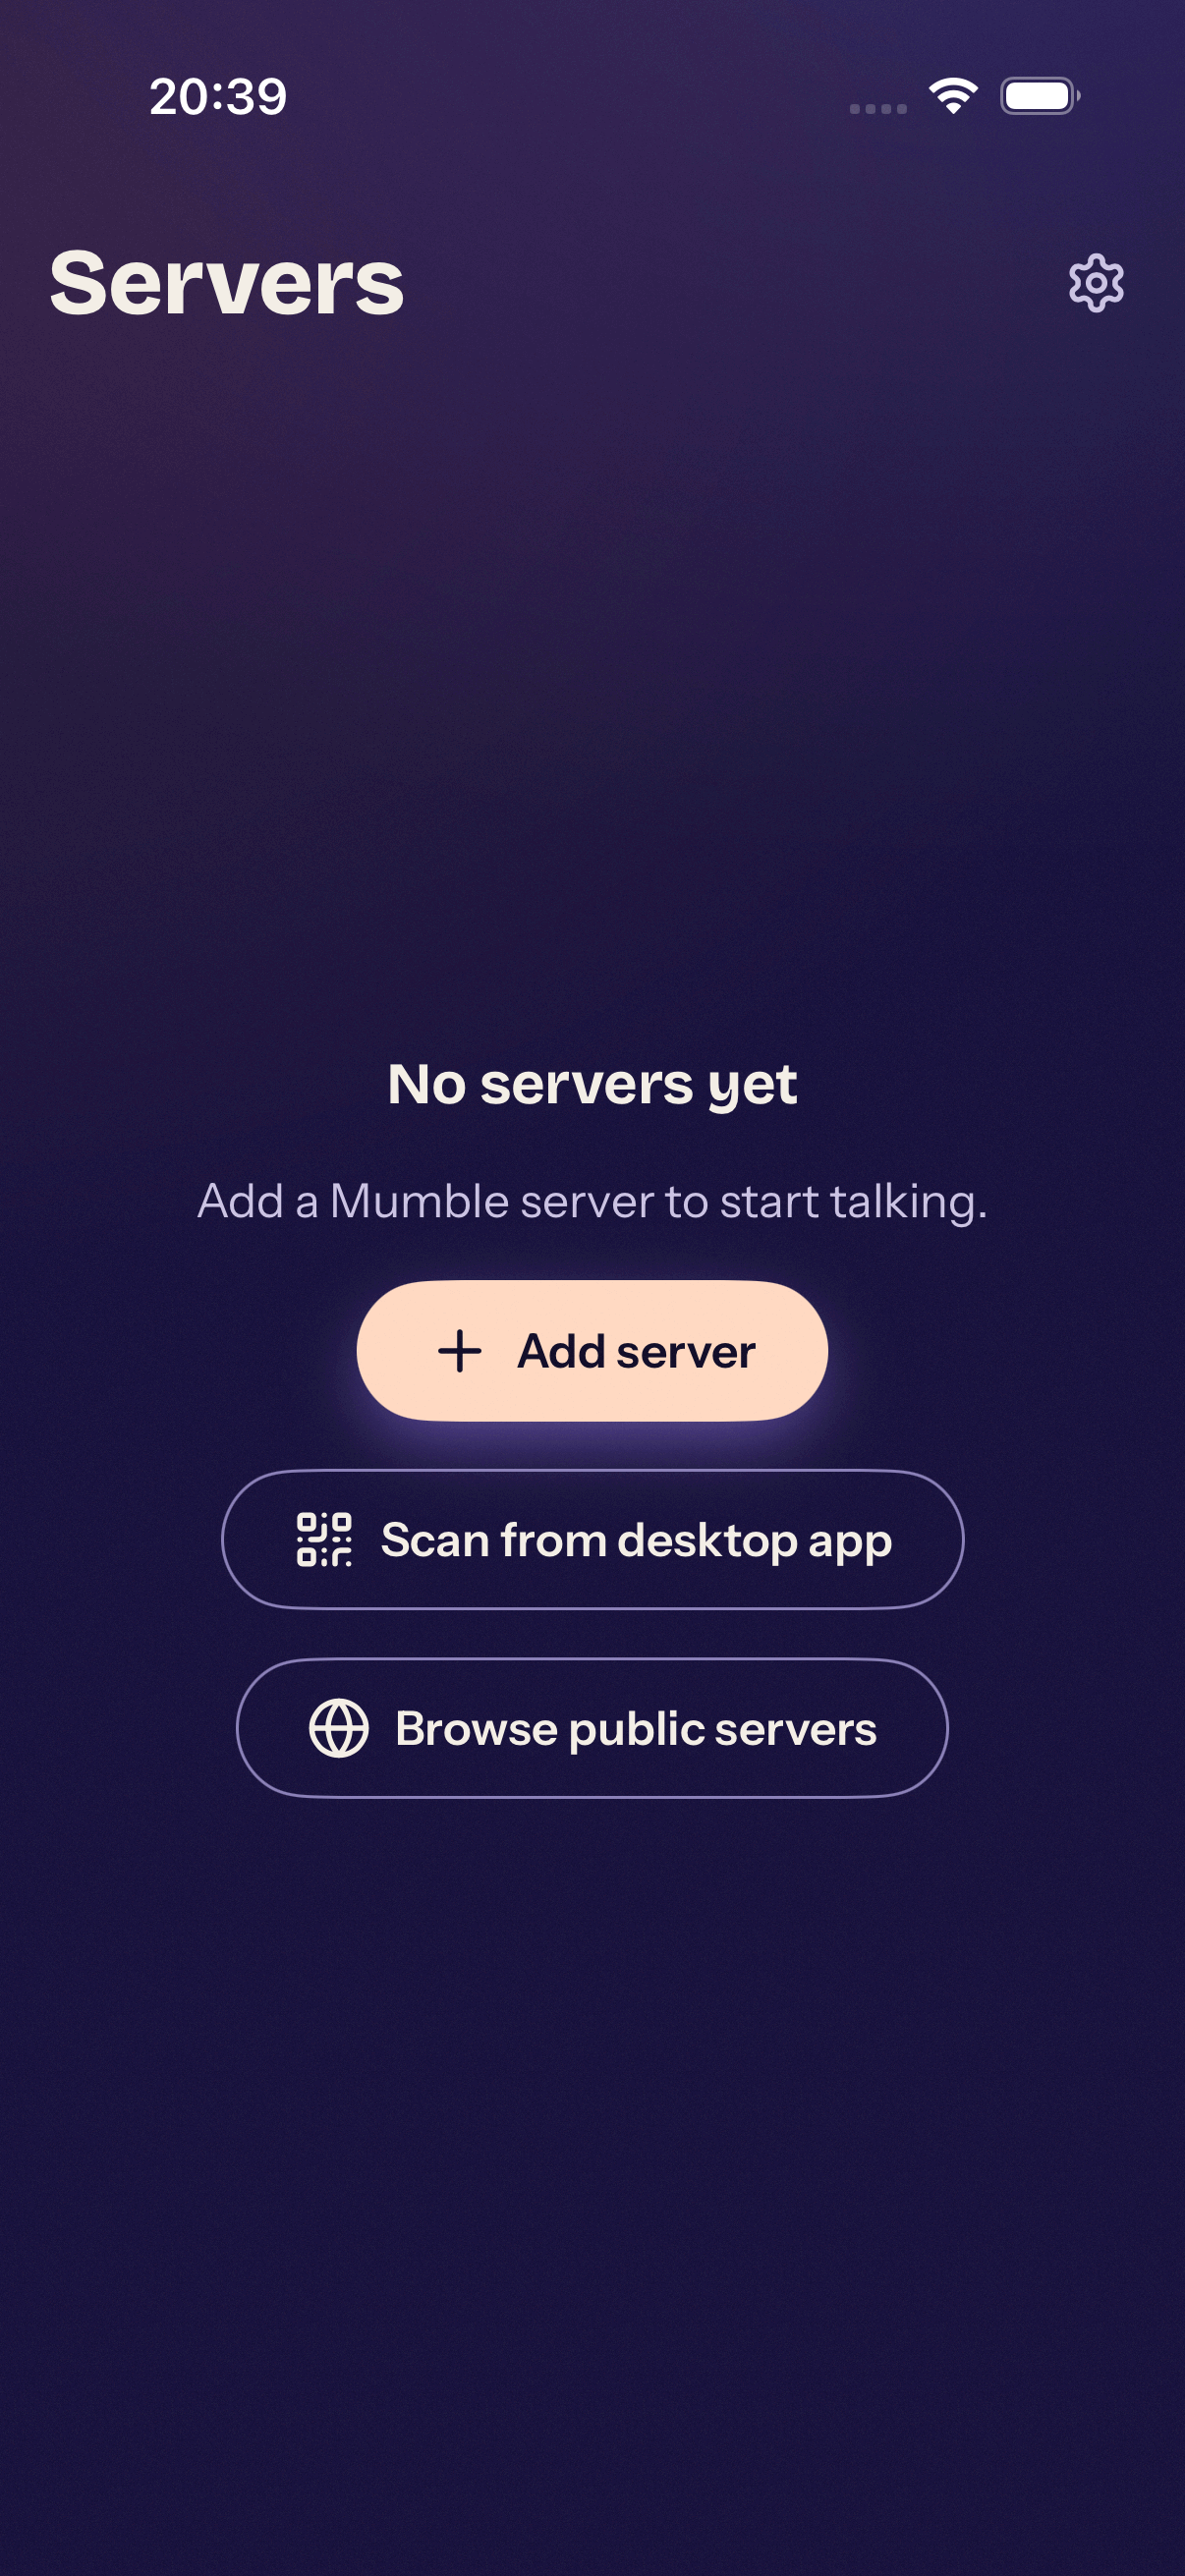 20:39
Servers
No servers yet
Add a Mumble server to start talking.
Add server
Scan from desktop app
Browse public servers